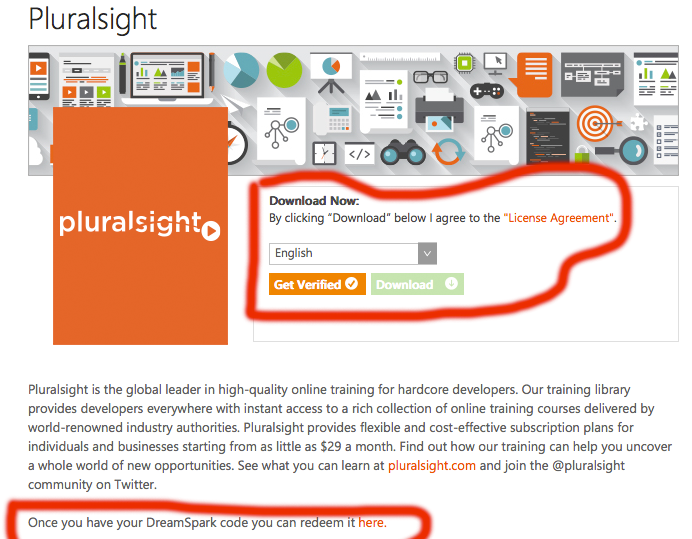 Pluralsight
</>
pluralsight
Download Now:
By clicking “Download” below I agree to the "License Agreement".
English
Get Verified
Download
Pluralsight is the global leader in high-quality online training for hardcore developers. Our training library
provides developers everywhere with instant access to a rich collection of online training courses delivered by
world-renowned industry authorities. Pluralsight provides flexible and cost-effective subscription plans for
individuals and businesses starting from as little as $29 a month. Find out how our training can help you uncover
a whole world of new opportunities. See what you can learn at pluralsight.com and join the @pluralsight
community on Twitter.
Once you have your DreamSpark code you can redeem it here.